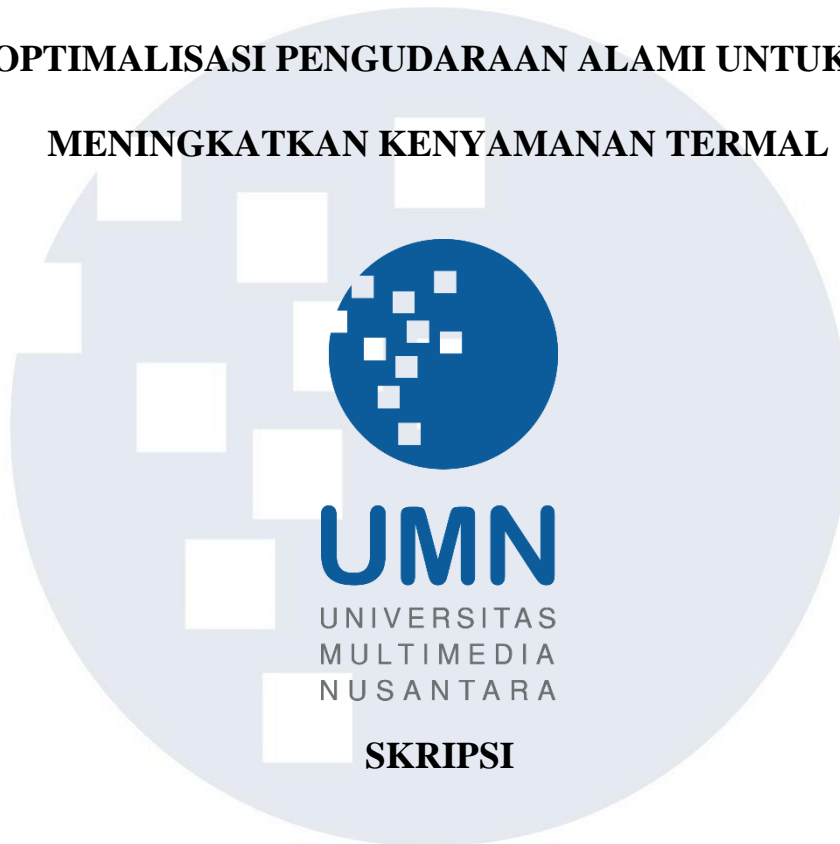 OPTIMALISASI PENGUDARAAN ALAMI UNTUK
MENINGKATKAN KENYAMANAN TERMAL
UMN
UNIVERSITAS
MULTIMEDIA
NUSANTARA
SKRIPSI